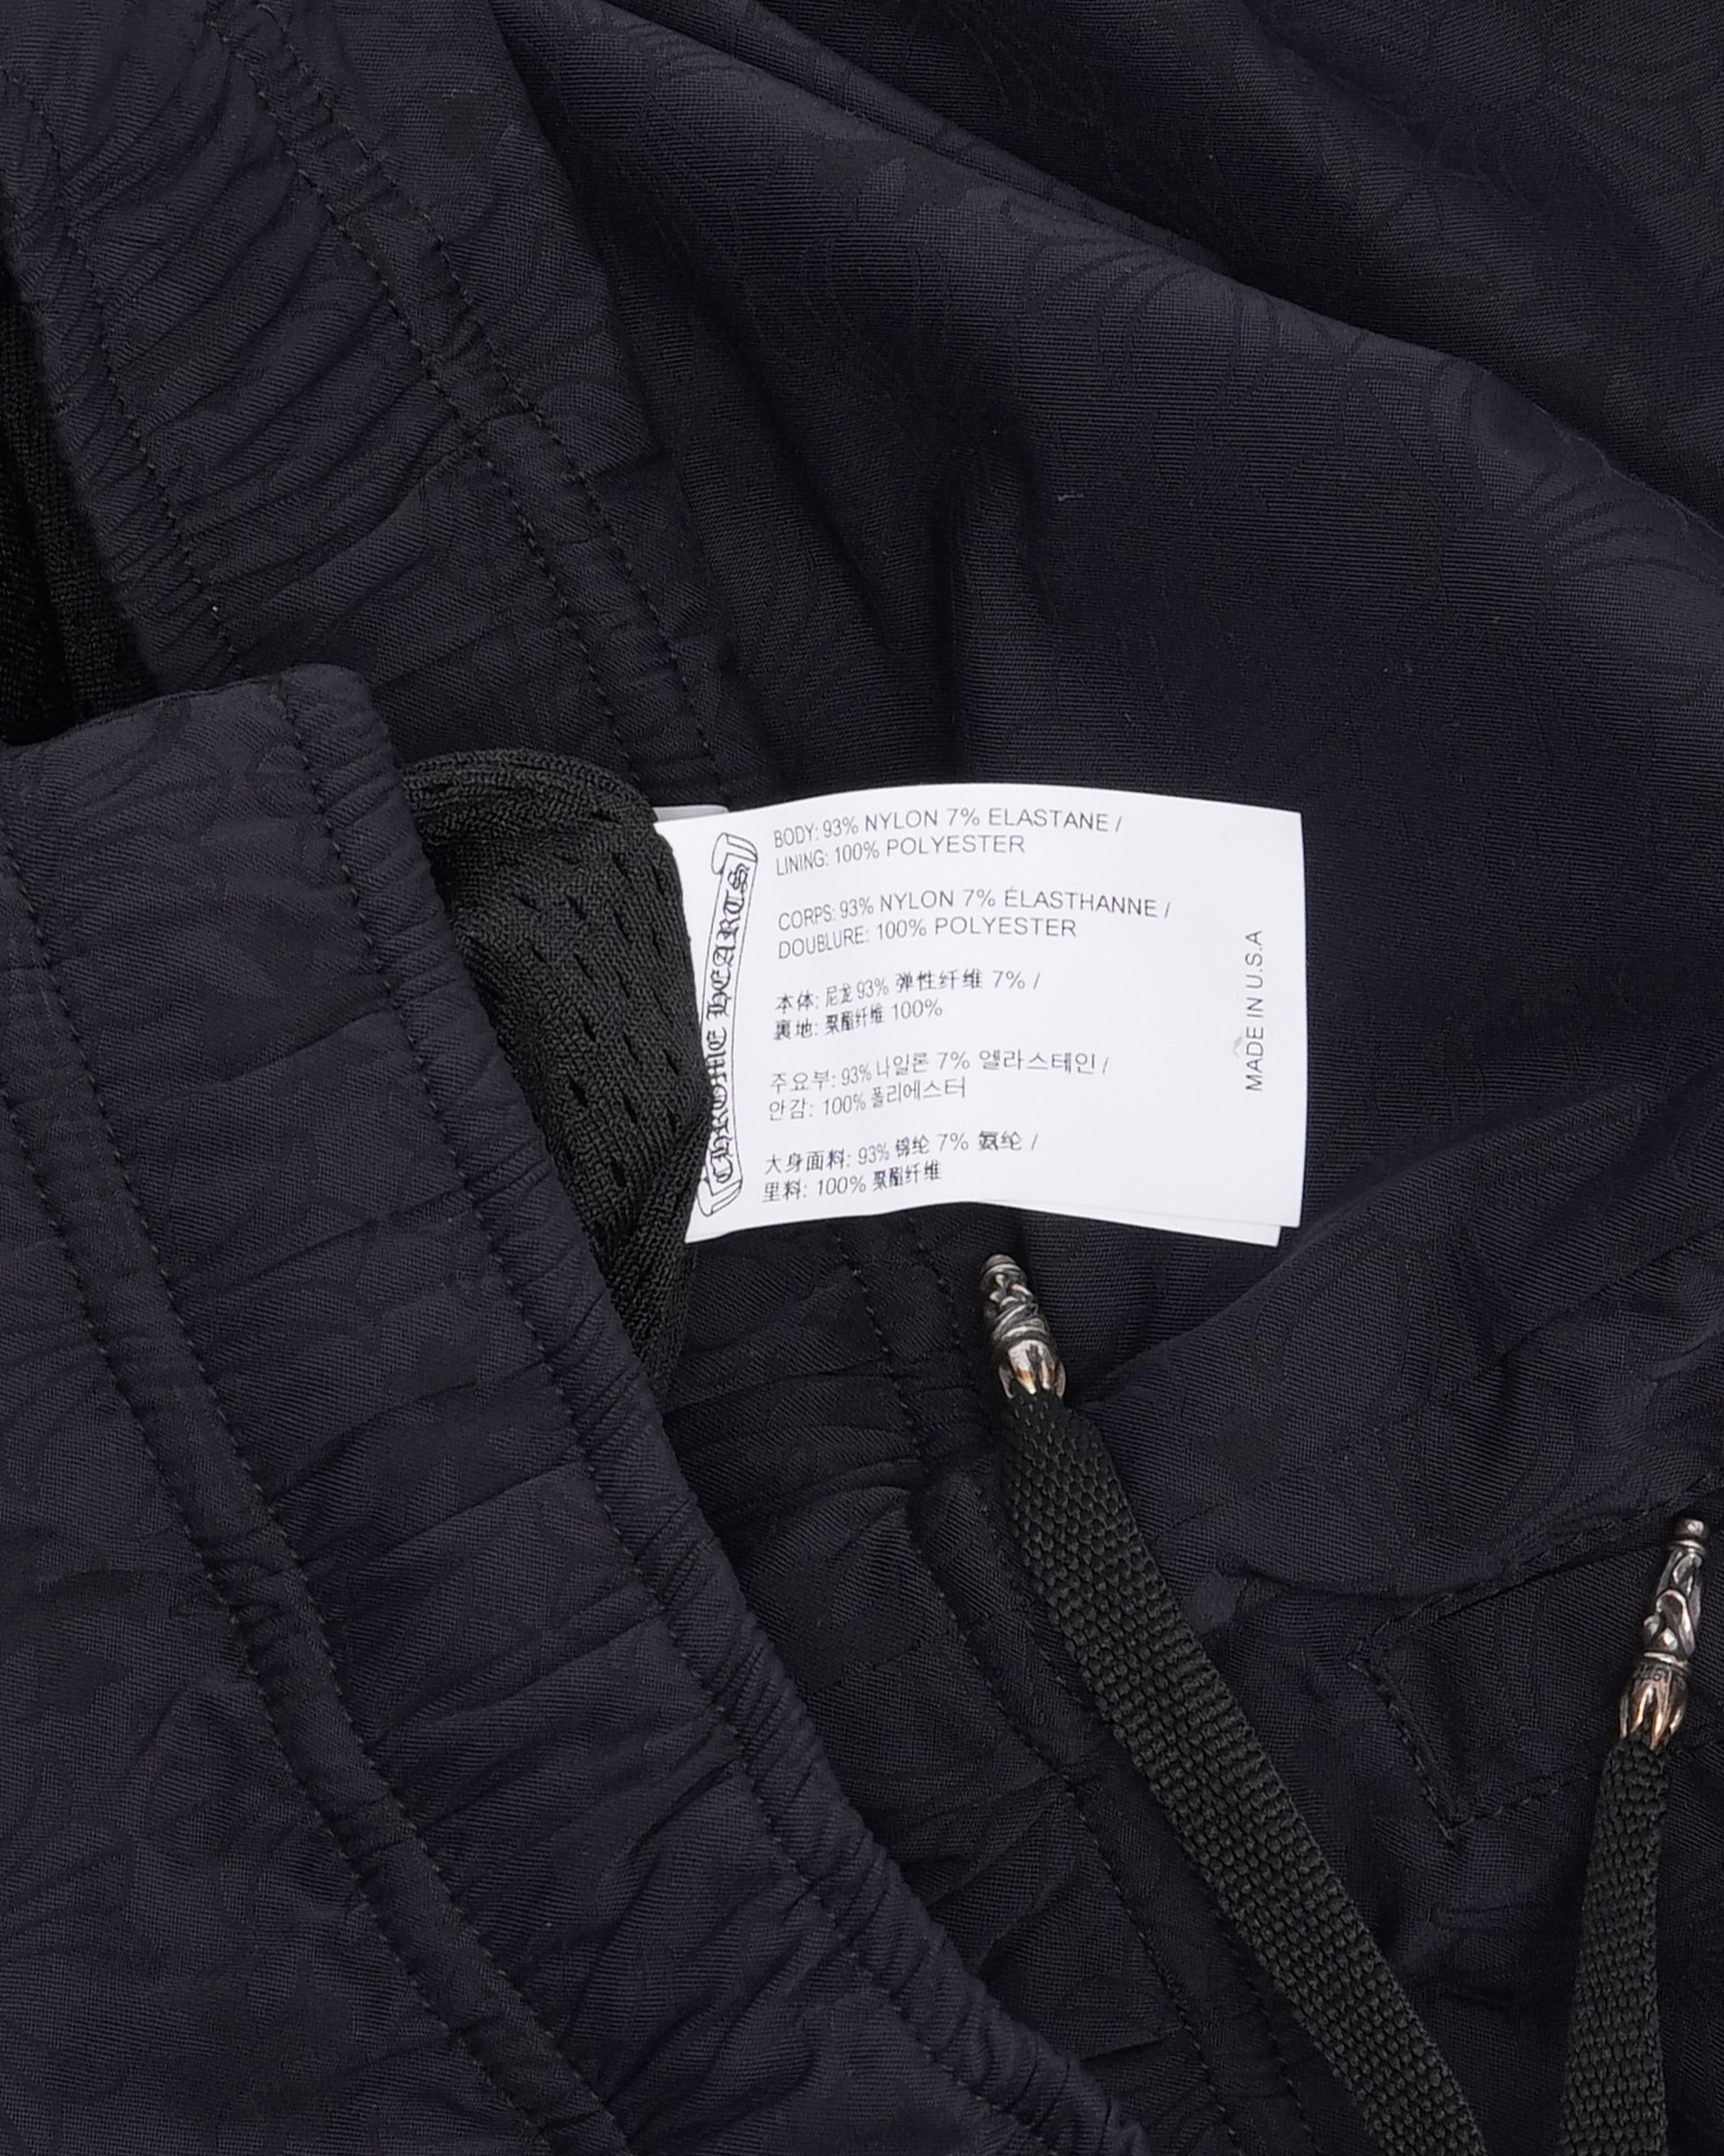 CHROME HEARTS
BODY: 93% NYLON 7% ELASTANE /
LINING: 100% POLYESTER
CORPS: 93% NYLON 7% ÉLASTHANNE /
DOUBLURE: 100% POLYESTER
本体: 尼龙 93% 弹性纤维 7% /
裏地: 聚酯纤维 100%
주요부: 93% 나일론 7% 엘라스테인 /
안감: 100% 폴리에스터
大身面料: 93% 锦纶 7% 氨纶 /
里料: 100% 聚酯纤维
MADE IN U.S.A